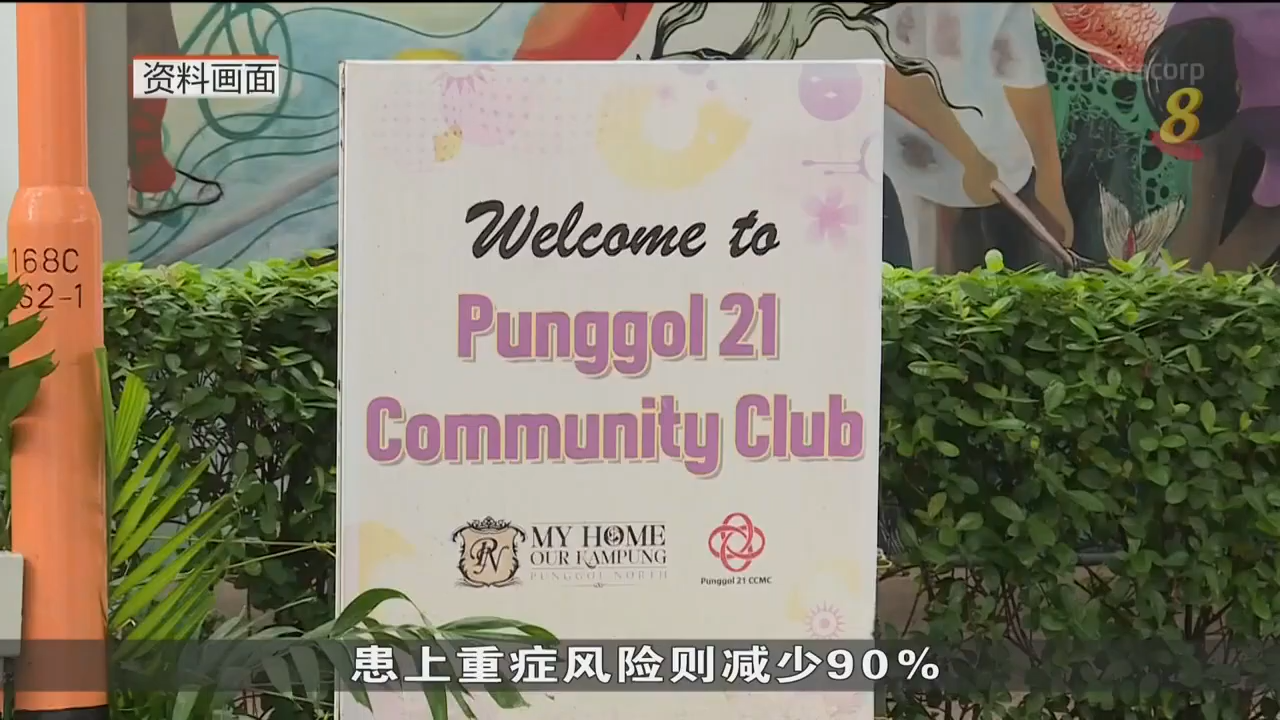 资料画面
mediacorp
8
168C
S2-1
Welcome to
Punggol 21
Community Club
MY HOME
OUR KAMPUNG
PUNGGOL NORTH
Punggol 21 CCMC
患上重症风险则减少90%